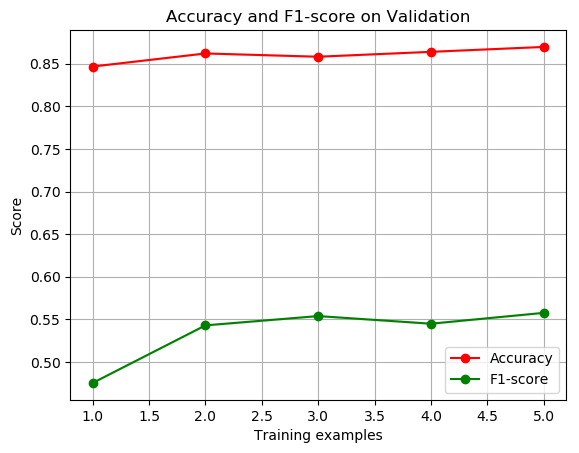 Accuracy and F1-score on Validation
Score
0.85
0.80
0.75
0.70
0.65
0.60
0.55
0.50
Accuracy
F1-score
1.0 1.5 2.0 2.5 3.0 3.5 4.0 4.5 5.0
Training examples